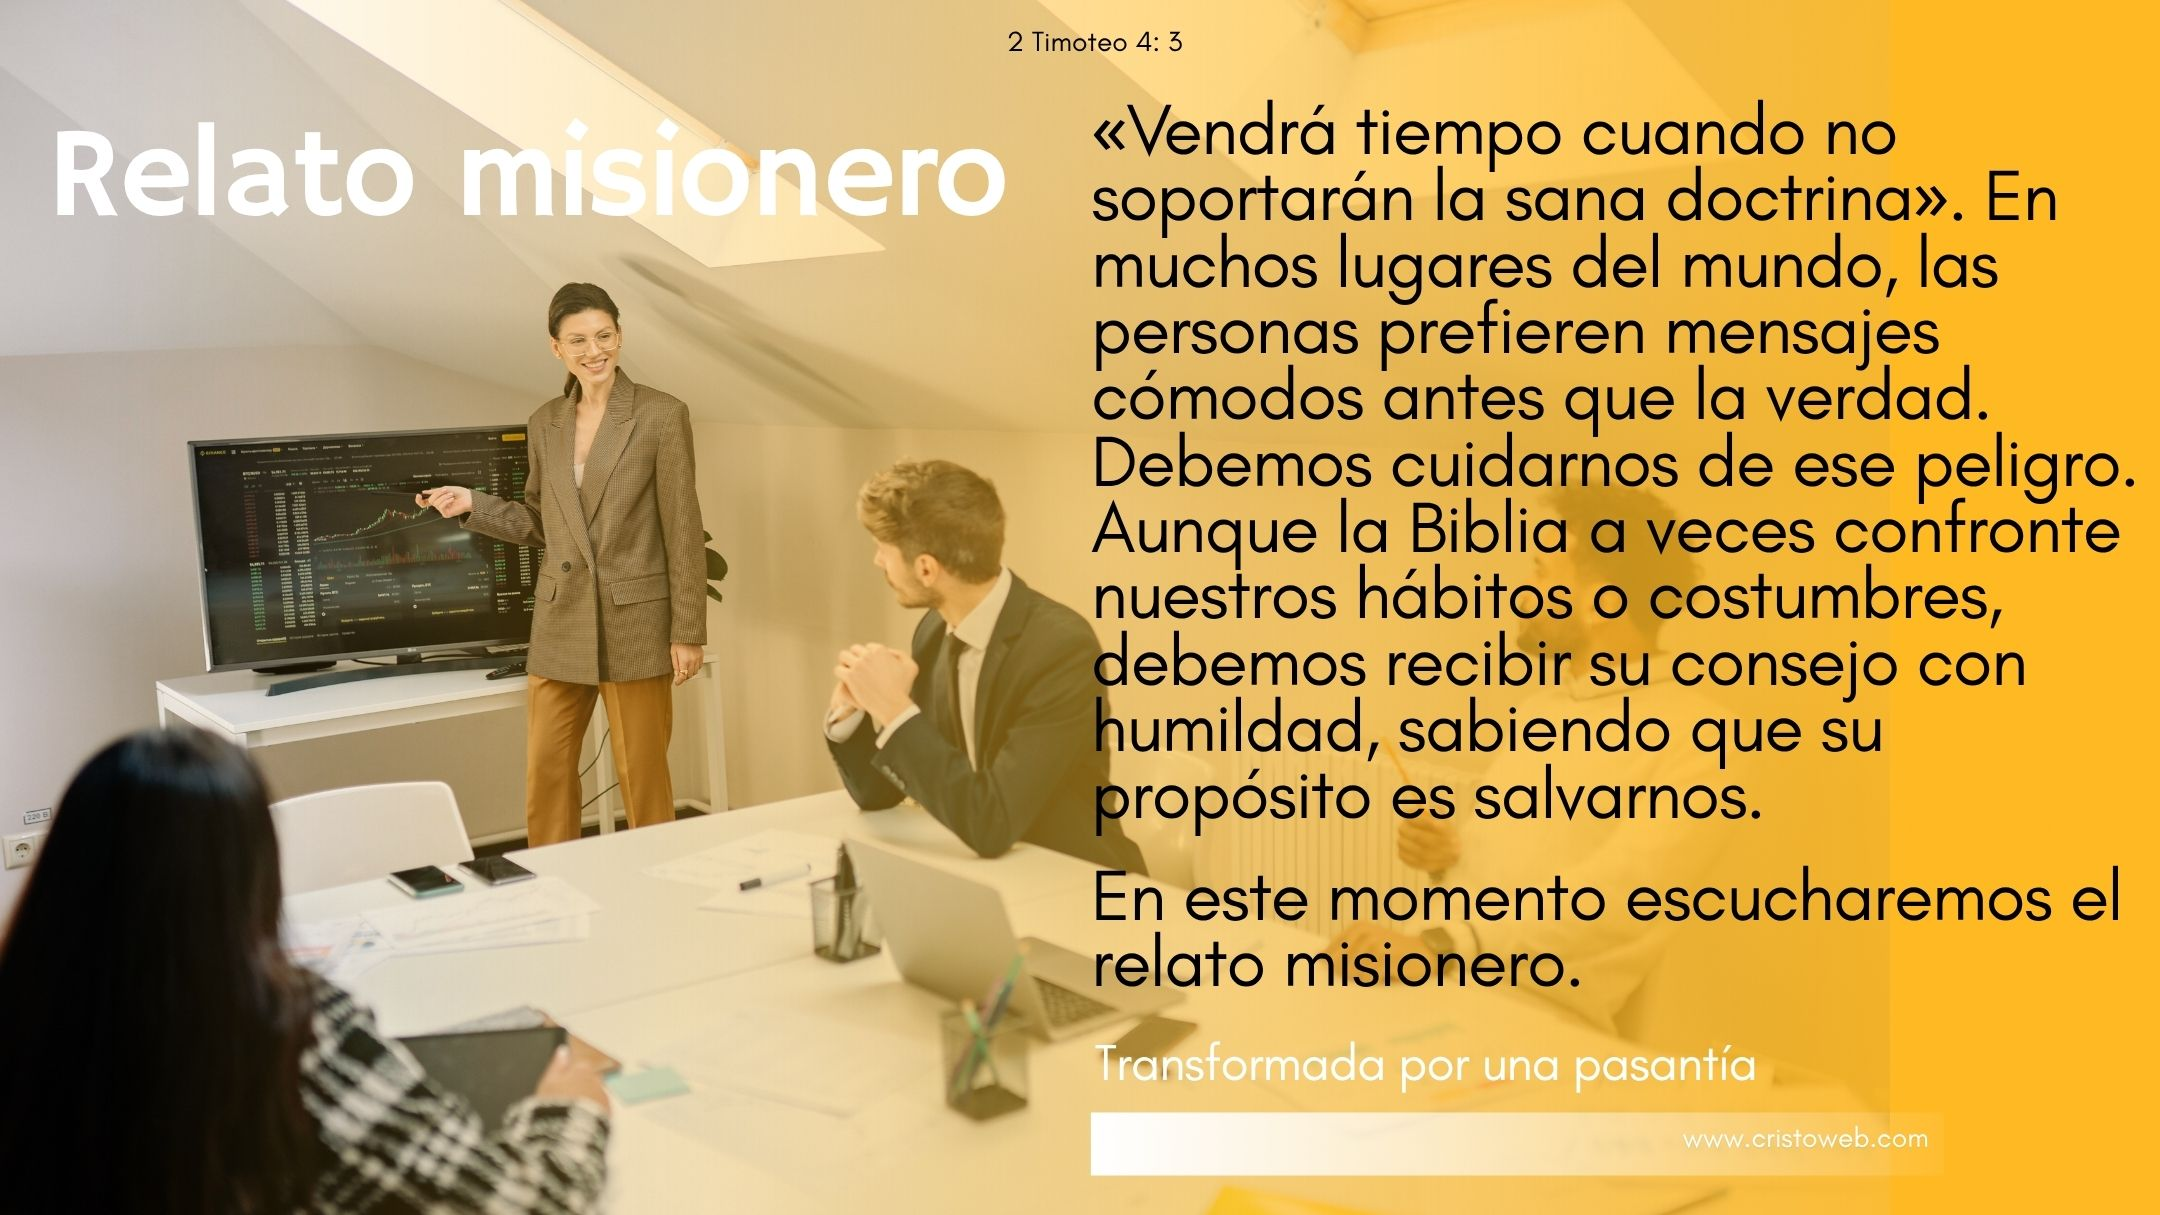 2 Timoteo 4: 3
Relato misionero
«Vendrá tiempo cuando no
soportarán la sana doctrina». En
muchos lugares del mundo, las
personas prefieren mensajes
cómodos antes que la verdad.
Debemos cuidarnos de ese peligro.
Aunque la Biblia a veces confronte
nuestros hábitos o costumbres,
debemos recibir su consejo con
humildad, sabiendo que su
propósito es salvarnos.
En este momento escucharemos el
relato misionero.
Transformada por una pasantía
www.cristoweb.com